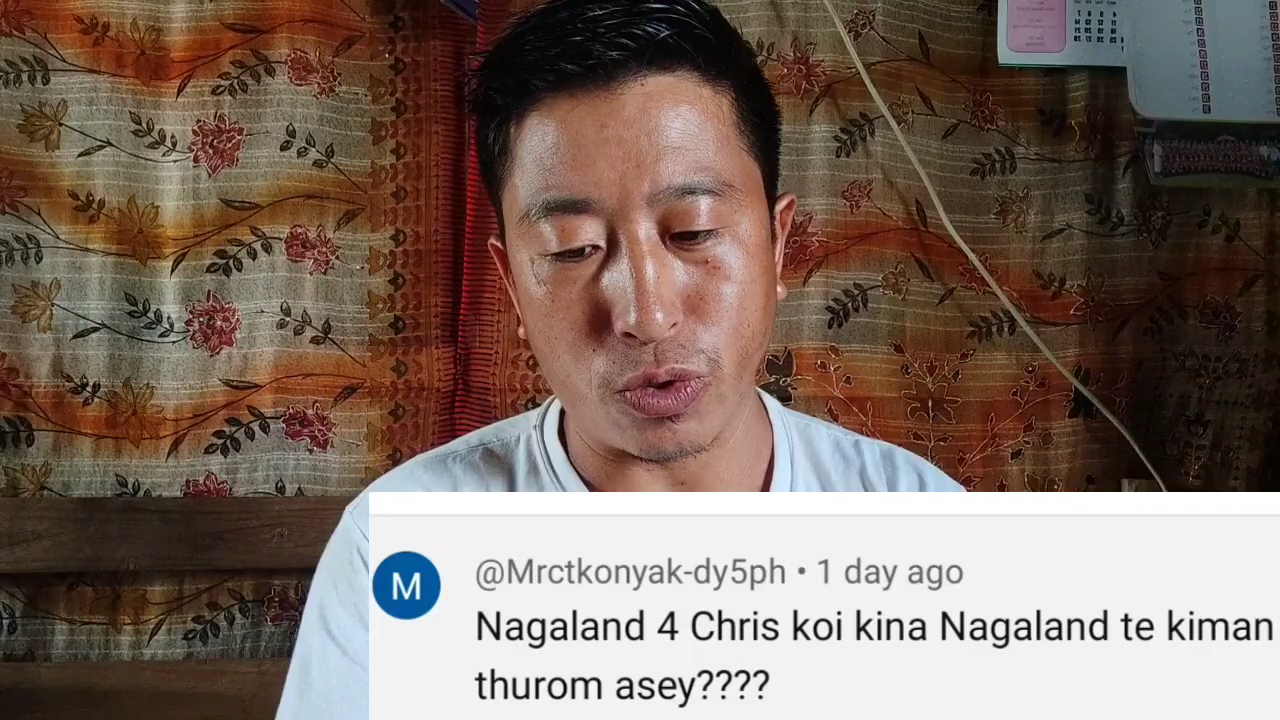 M
@Mrctkonyak-dy5ph • 1 day ago
Nagaland 4 Chris koi kina Nagaland te kiman
thurom asey????